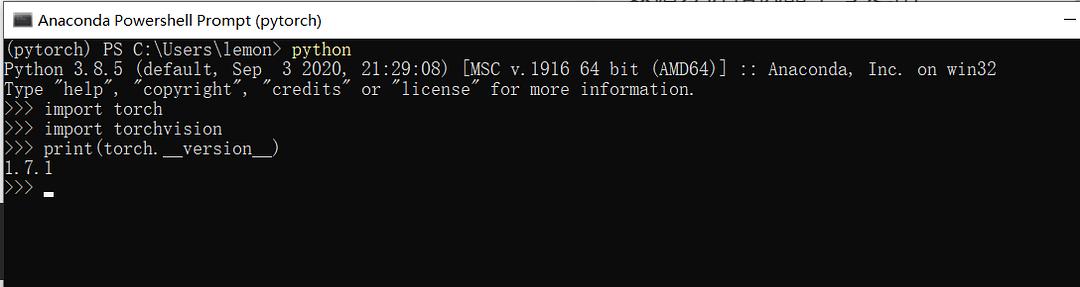 Anaconda Powershell Prompt (pytorch)
(pytorch) PS C:\Users\lemon> python
Python 3.8.5 (default, Sep  3 2020, 21:29:08) [MSC v.1916 64 bit (AMD64)] :: Anaconda, Inc. on win32
Type "help", "copyright", "credits" or "license" for more information.
>>> import torch
>>> import torchvision
>>> print(torch.__version__)
1.7.1
>>>